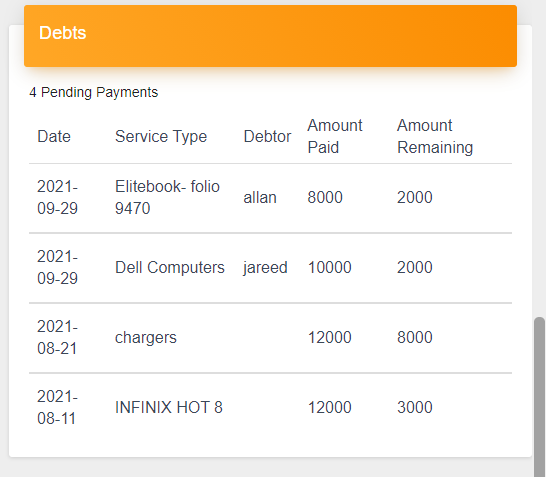 Debts
4 Pending Payments
Date Service Type Debtor Amount Paid Amount Remaining
2021-09-29 Elitebook- folio 9470 allan 8000 2000
2021-09-29 Dell Computers jareed 10000 2000
2021-08-21 chargers 12000 8000
2021-08-11 INFINIX HOT 8 12000 3000